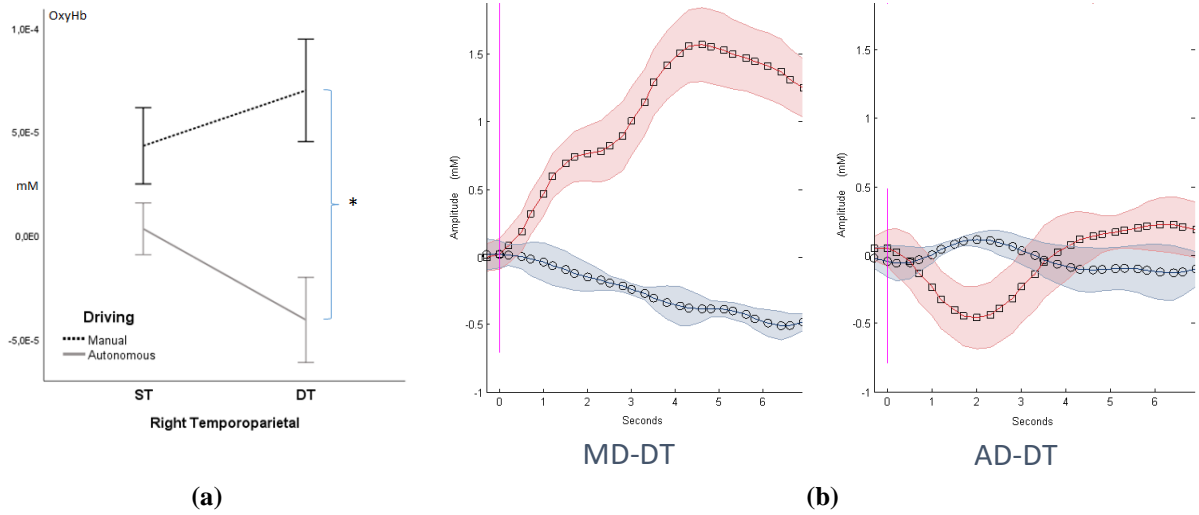 OxyHb
1,0E-4
5,0E-5
mM
0,0E0
-5,0E-5
Driving
Manual
Autonomous
*
ST DT
Right Temporoparietal
(a)
1.5
1
0.5
0
-0.5
-1
Amplitude (mM)
0 1 2 3 4 5 6
Seconds
MD-DT
1.5
1
0.5
0
-0.5
-1
Amplitude (mM)
0 1 2 3 4 5 6
Seconds
AD-DT
(b)